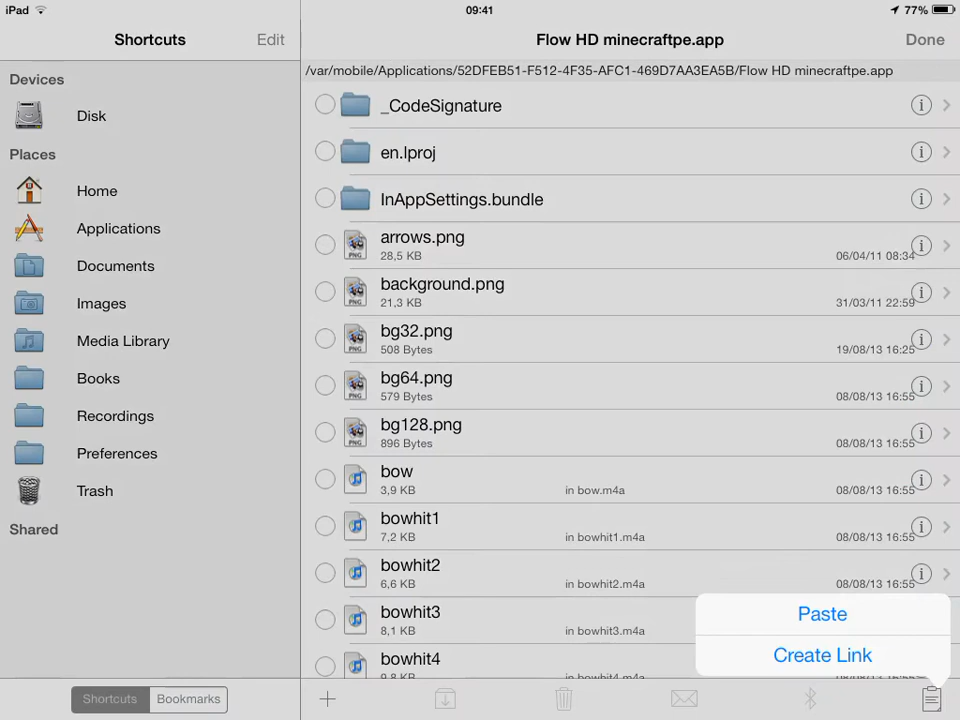 iPad
09:41
77%
Shortcuts
Edit
Flow HD minecraftpe.app
Done
Devices
/var/mobile/Applications/52DFEB51-F512-4F35-AFC1-469D7AA3EA5B/Flow HD minecraftpe.app
Disk
Places
Home
Applications
Documents
Images
Media Library
Books
Recordings
Preferences
Trash
Shared
Shortcuts
Bookmarks
_CodeSignature
en.lproj
InAppSettings.bundle
arrows.png
28,5 KB
06/04/11 08:34
background.png
21,3 KB
31/03/11 22:59
bg32.png
508 Bytes
19/08/13 16:25
bg64.png
579 Bytes
08/08/13 16:55
bg128.png
896 Bytes
08/08/13 16:55
bow
3,9 KB
in bow.m4a
08/08/13 16:55
bowhit1
7,2 KB
in bowhit1.m4a
08/08/13 16:55
bowhit2
6,6 KB
in bowhit2.m4a
08/08/13 16:55
bowhit3
8,1 KB
in bowhit3.m4a
bowhit4
9,8 KB
in bowhit4.m4a
Paste
Create Link